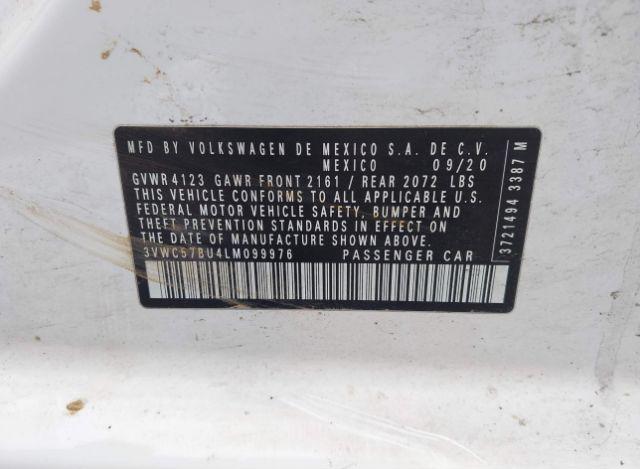 MFD BY VOLKSWAGEN DE MEXICO S.A. DE C.V.
MEXICO 09/20
GVWR 4123 GAWR FRONT 2161 / REAR 2072 LBS
THIS VEHICLE CONFORMS TO ALL APPLICABLE U.S.
FEDERAL MOTOR VEHICLE SAFETY, BUMPER AND
THEFT PREVENTION STANDARDS IN EFFECT ON
THE DATE OF MANUFACTURE SHOWN ABOVE.
3VWC57BU4LM099976 PASSENGER CAR
3721494 3387 M